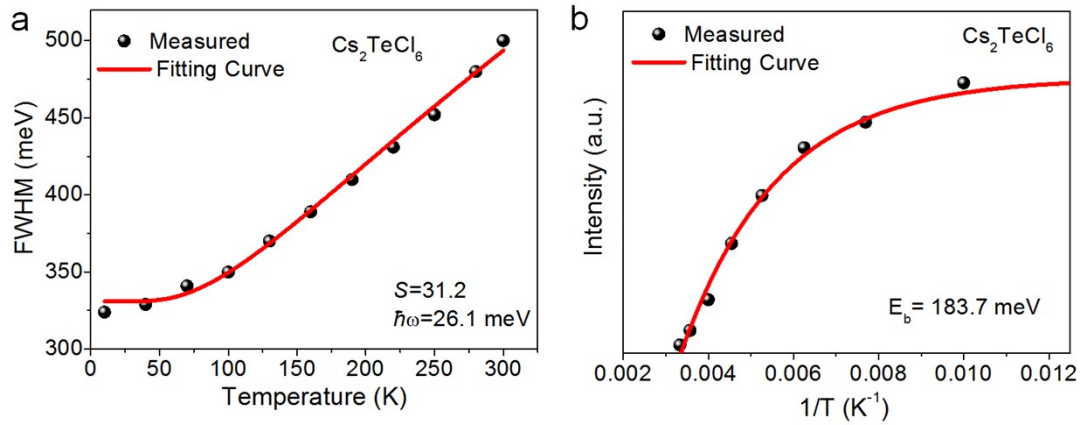 a
500
450
400
350
300
FWHM (meV)
Measured
Fitting Curve
Cs₂TeCl₆
S=31.2
ħω=26.1 meV
0 50 100 150 200 250 300
Temperature (K)
b
Intensity (a.u.)
Measured
Fitting Curve
Cs₂TeCl₆
E_b= 183.7 meV
0.002 0.004 0.006 0.008 0.010 0.012
1/T (K⁻¹)